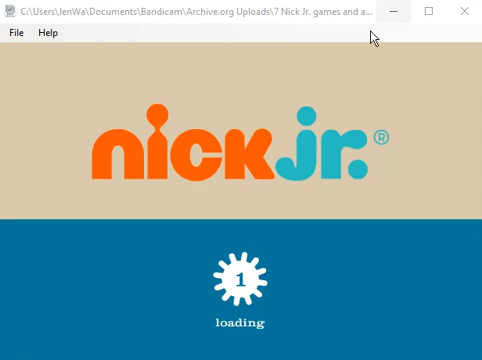 C:\Users\JenWa\Documents\Bandicam\Archive.org Uploads\7 Nick Jr. games and a...
File Help
nick jr.®
1
loading